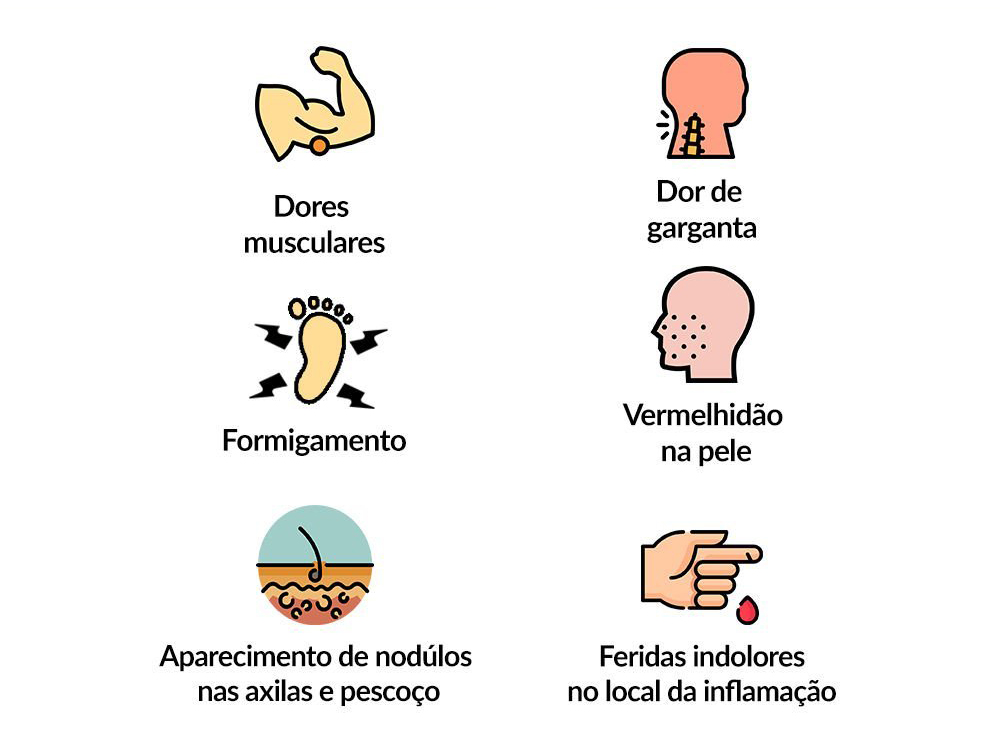 Dores
musculares
Dor de
garganta
Formigamento
Vermelhidão
na pele
Aparecimento de nodúlos
nas axilas e pescoço
Feridas indolores
no local da inflamação